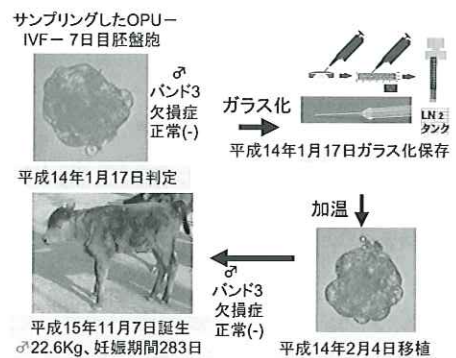 サンプリングしたOPU－
IVF－7日目胚盤胞
♂
バンド3
欠損症
正常(-)
平成14年1月17日判定
ガラス化
LN2
タンク
平成14年1月17日ガラス化保存
加温
平成14年2月4日移植
♂
バンド3
欠損症
正常(-)
平成15年11月7日誕生
♂22.6Kg、妊娠期間283日